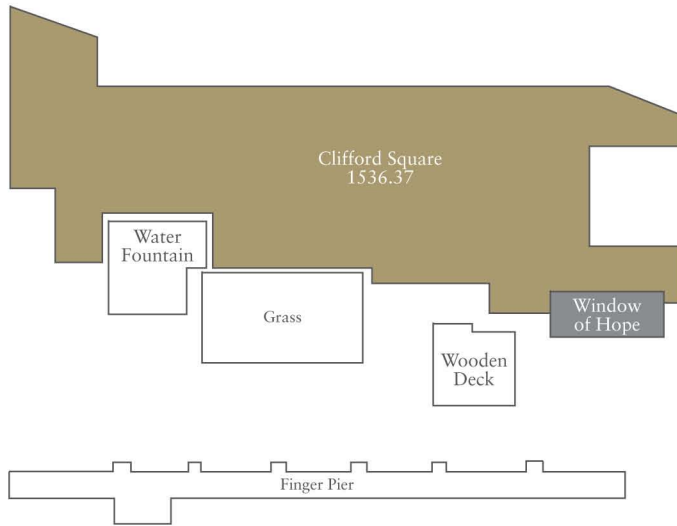 Clifford Square
1536.37
Water
Fountain
Grass
Window
of Hope
Wooden
Deck
Finger Pier